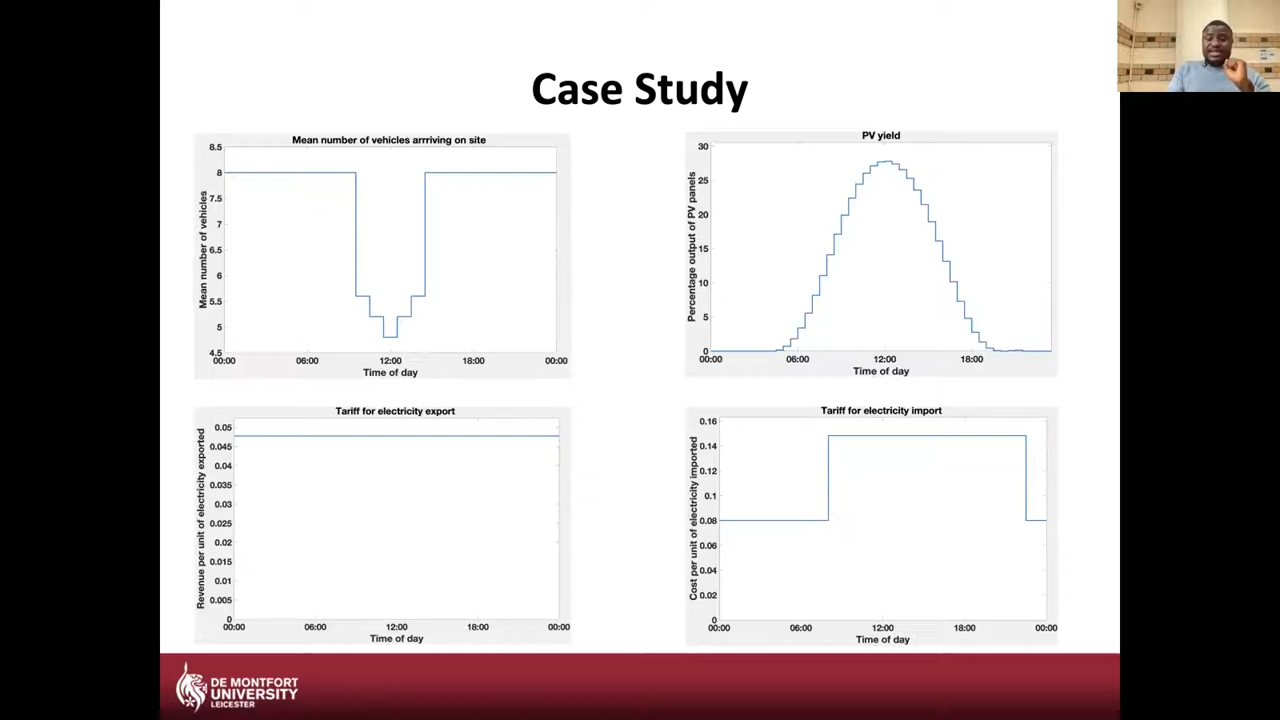 Case Study
Mean number of vehicles arrriving on site
8.5
8
7.5
7
6.5
6
5.5
5
4.5
Mean number of vehicles
00:00 06:00 12:00 18:00 00:00
Time of day
PV yield
30
25
20
15
10
5
0
Percentage output of PV panels
00:00 06:00 12:00 18:00
Time of day
Tariff for electricity export
0.05
0.045
0.04
0.035
0.03
0.025
0.02
0.015
0.01
0.005
0
Revenue per unit of electricity exported
00:00 06:00 12:00 18:00 00:00
Time of day
Tariff for electricity import
0.16
0.14
0.12
0.1
0.08
0.06
0.04
0.02
0
Cost per unit of electricity imported
00:00 06:00 12:00 18:00 00:00
Time of day
DE MONTFORT
UNIVERSITY
LEICESTER